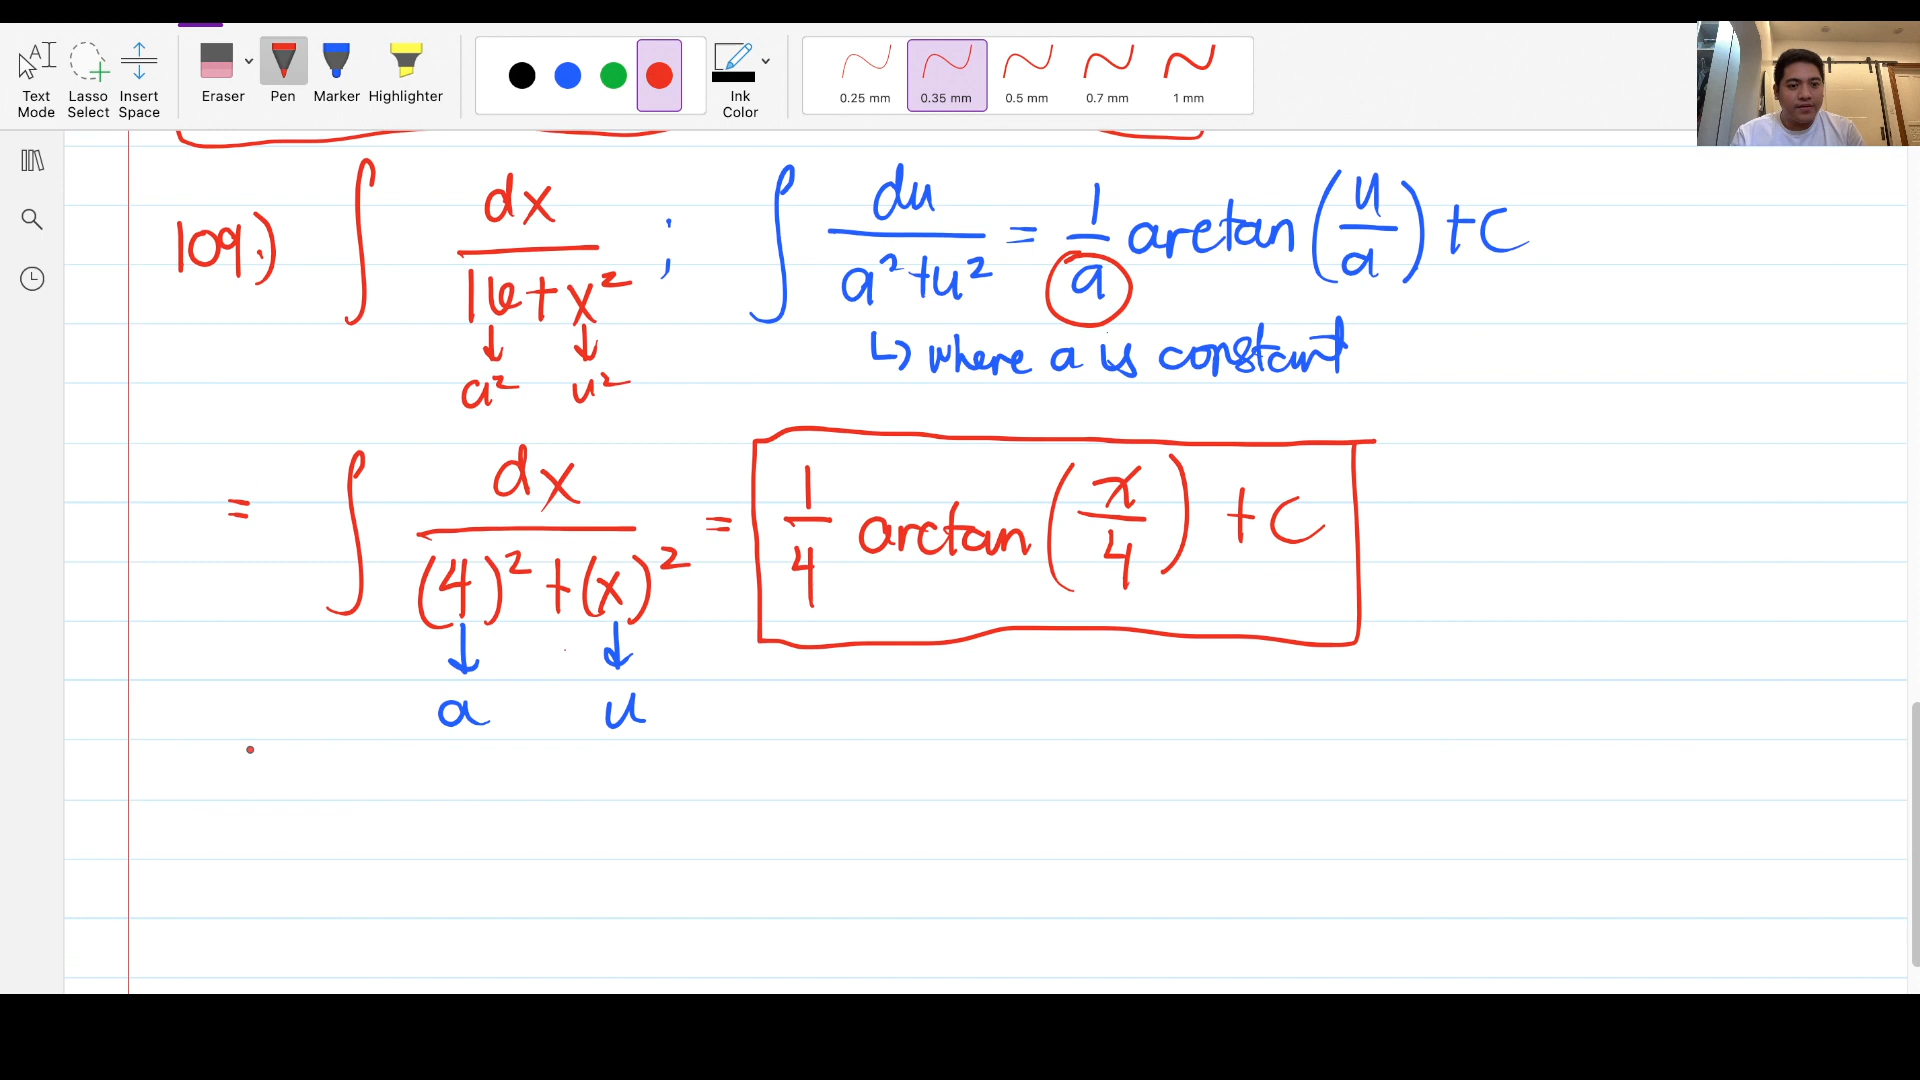 Text Mode Lasso Select Insert Space Eraser Pen Marker Highlighter Ink Color 0.25 mm 0.35 mm 0.5 mm 0.7 mm 1 mm
109.) ∫ dx / (16 + x²) ; ∫ du / (a² + u²) = 1/a arctan (u/a) + C
↳ where a is constant
a² u²
= ∫ dx / ((4)² + (x)²) = 1/4 arctan (x/4) + C
a u